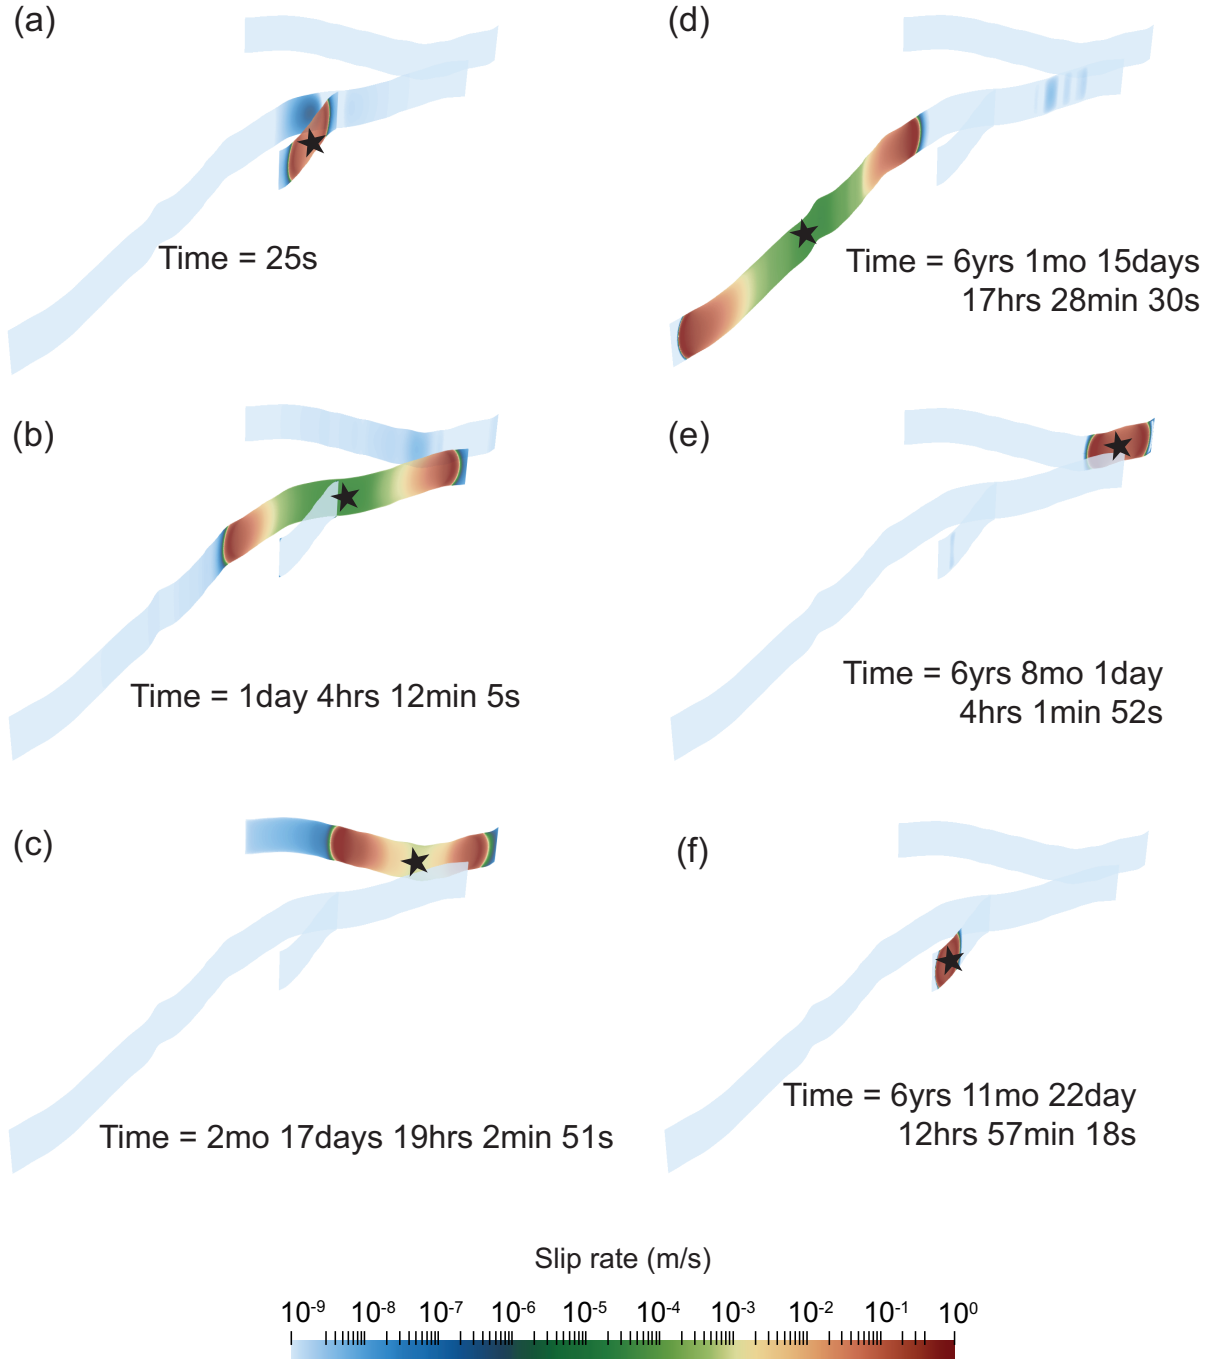 (a)
Time = 25s
(b)
Time = 1day 4hrs 12min 5s
(c)
Time = 2mo 17days 19hrs 2min 51s
(d)
Time = 6yrs 1mo 15days
17hrs 28min 30s
(e)
Time = 6yrs 8mo 1day
4hrs 1min 52s
(f)
Time = 6yrs 11mo 22day
12hrs 57min 18s
Slip rate (m/s)
10⁻⁹ 10⁻⁸ 10⁻⁷ 10⁻⁶ 10⁻⁵ 10⁻⁴ 10⁻³ 10⁻² 10⁻¹ 10⁰